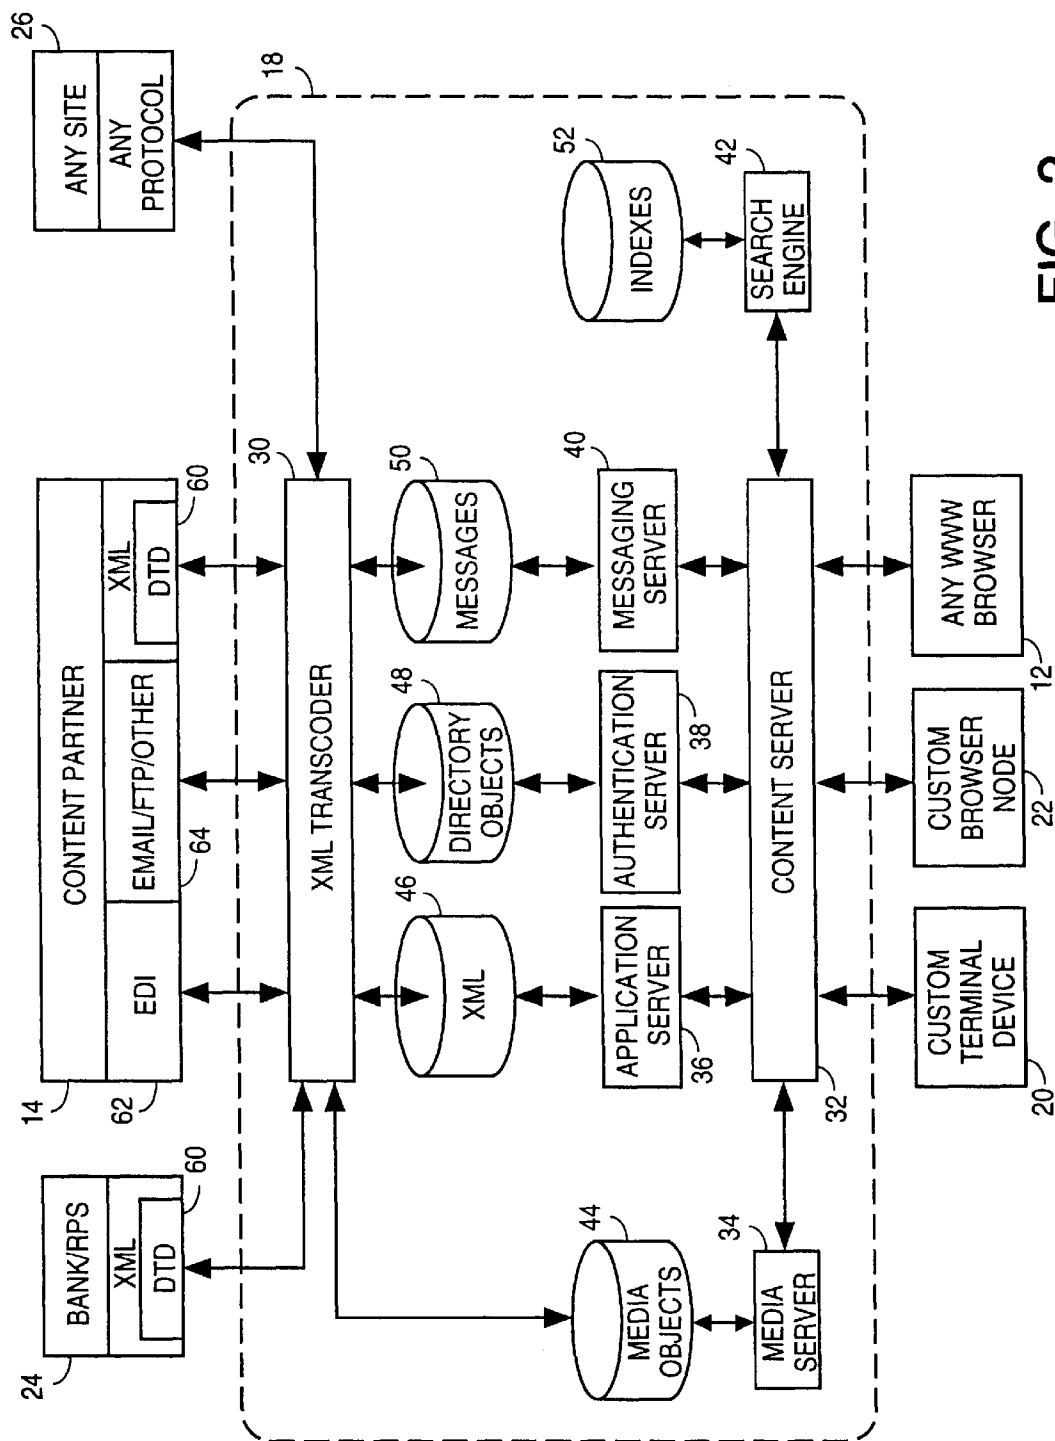 26
ANY SITE
ANY
PROTOCOL
18
14
CONTENT PARTNER
62
EDI
EMAIL/FTP/OTHER
64
XML
DTD
60
24
BANK/RPS
XML
DTD
60
30
XML TRANSCODER
46
XML
48
DIRECTORY
OBJECTS
50
MESSAGES
52
INDEXES
44
MEDIA
OBJECTS
34
MEDIA
SERVER
APPLICATION
SERVER
36
AUTHENTICATION
SERVER
38
40
MESSAGING
SERVER
42
SEARCH
ENGINE
CONTENT SERVER
32
CUSTOM
TERMINAL
DEVICE
20
CUSTOM
BROWSER
NODE
22
ANY WWW
BROWSER
12